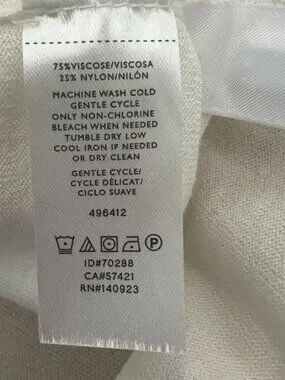 75%VISCOSE/VISCOSA
25% NYLON/NILÓN
MACHINE WASH COLD
GENTLE CYCLE
ONLY NON-CHLORINE
BLEACH WHEN NEEDED
TUMBLE DRY LOW
COOL IRON IF NEEDED
OR DRY CLEAN
GENTLE CYCLE/
CYCLE DÉLICAT/
CICLO SUAVE
496412
P
ID#70288
CA#57421
RN#140923